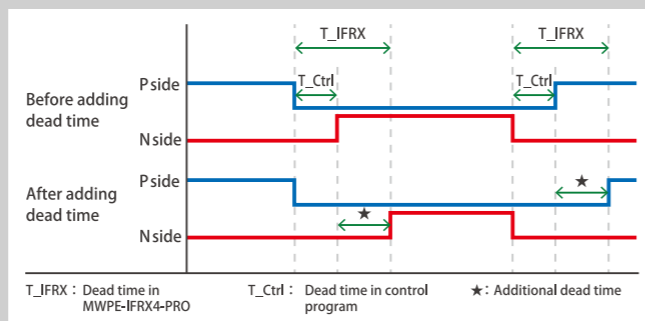 T_IFRX
T_IFRX
T_Ctrl
T_Ctrl
P side
Before adding
dead time
N side
P side
★
After adding
dead time
★
N side
T_IFRX : Dead time in
MWPE-IFRX4-PRO
T_Ctrl : Dead time in control
program
★: Additional dead time